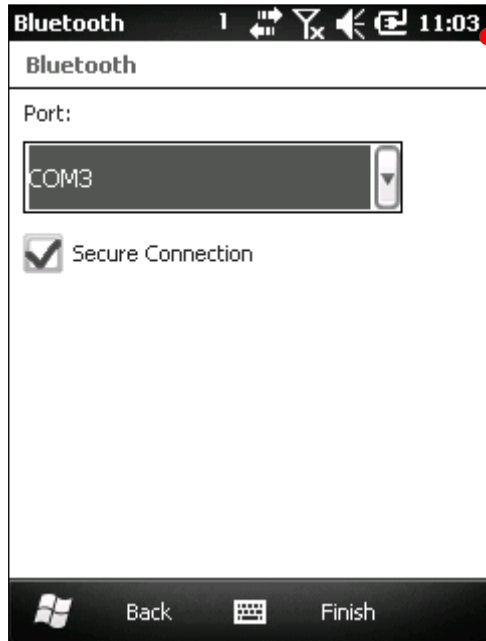 Bluetooth 1 11:03
Bluetooth
Port:
COM3
Secure Connection
Back Finish